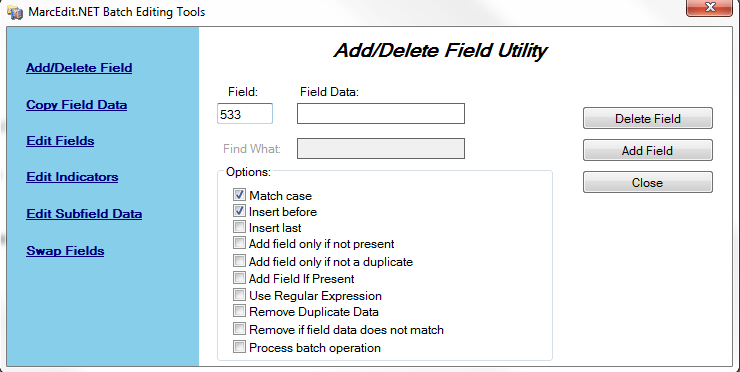 MarcEdit.NET Batch Editing Tools
Add/Delete Field
Copy Field Data
Edit Fields
Edit Indicators
Edit Subfield Data
Swap Fields
Add/Delete Field Utility
Field: Field Data:
533
Find What:
Options:
Match case
Insert before
Insert last
Add field only if not present
Add field only if not a duplicate
Add Field If Present
Use Regular Expression
Remove Duplicate Data
Remove if field data does not match
Process batch operation
Delete Field
Add Field
Close